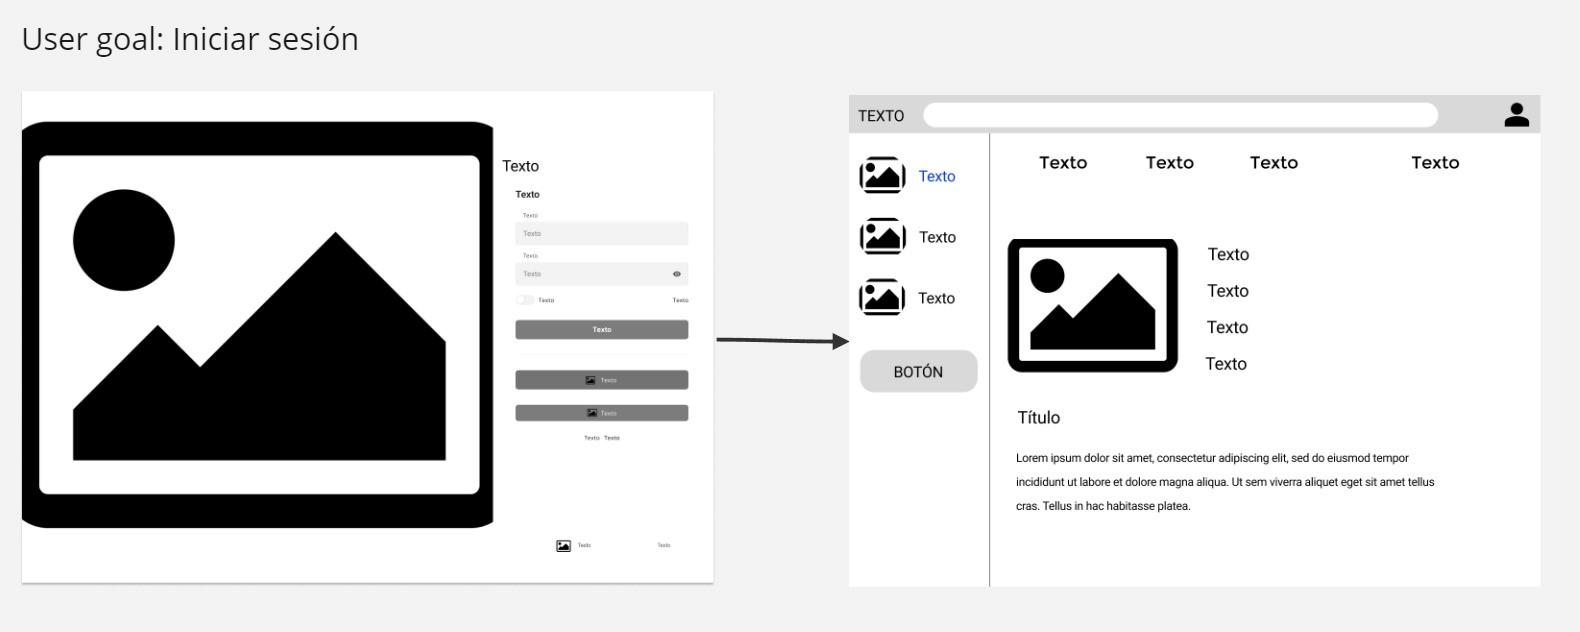 User goal: Iniciar sesión
Texto
Texto
Texto
Texto
Texto
Texto
Texto Texto
Texto
Texto
Texto
Texto Texto
Texto Texto
TEXTO
Texto
Texto
Texto
BOTÓN
Texto Texto Texto Texto
Texto
Texto
Texto
Texto
Título
Lorem ipsum dolor sit amet, consectetur adipiscing elit, sed do eiusmod tempor
incididunt ut labore et dolore magna aliqua. Ut sem viverra aliquet eget sit amet tellus
cras. Tellus in hac habitasse platea.